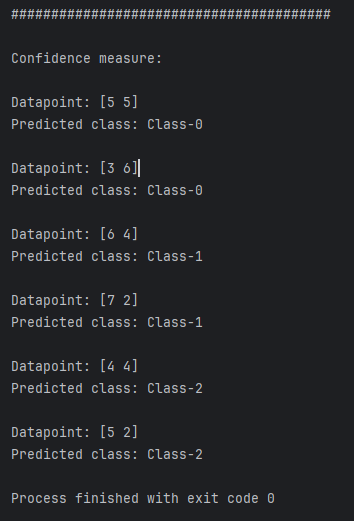 ########################################
Confidence measure:
Datapoint: [5 5]
Predicted class: Class-0
Datapoint: [3 6]
Predicted class: Class-0
Datapoint: [6 4]
Predicted class: Class-1
Datapoint: [7 2]
Predicted class: Class-1
Datapoint: [4 4]
Predicted class: Class-2
Datapoint: [5 2]
Predicted class: Class-2
Process finished with exit code 0